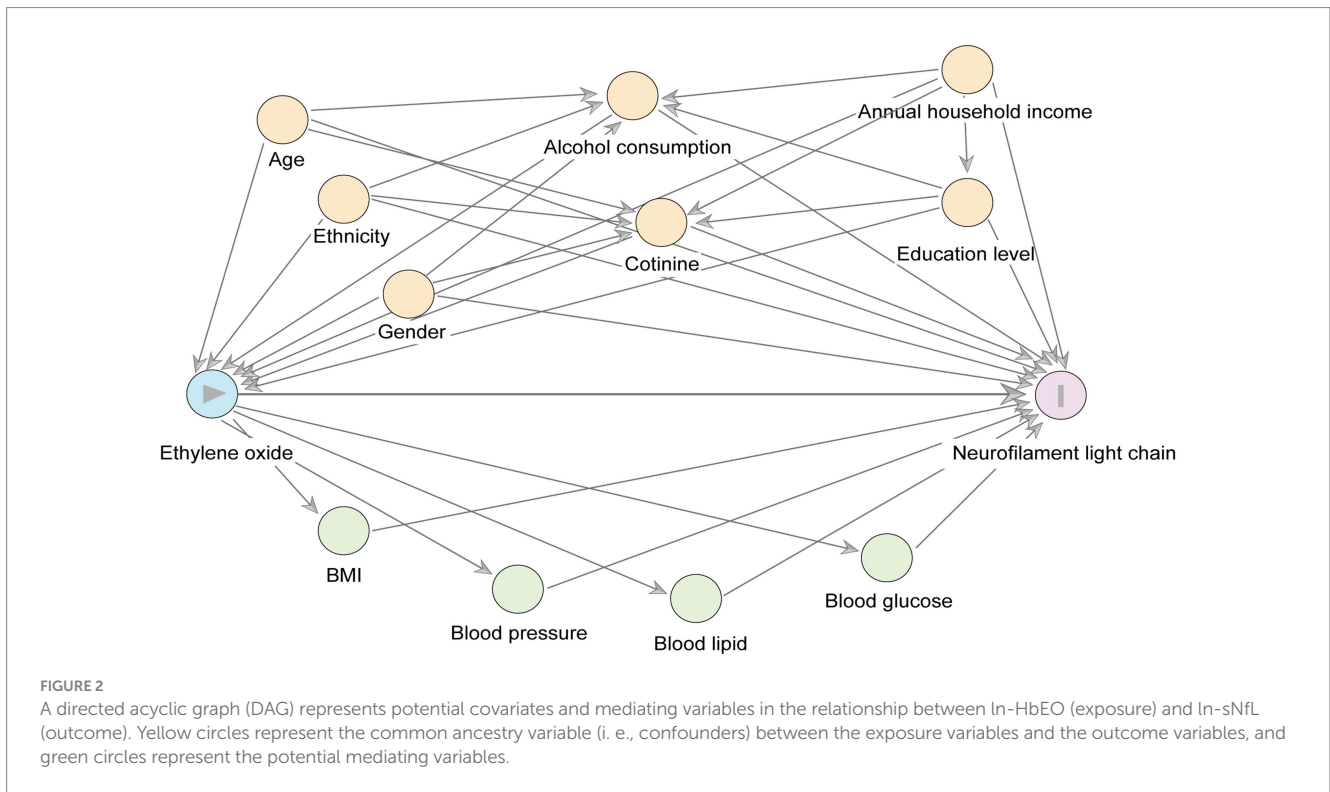 Annual household income
Alcohol consumption
Age
Ethnicity
Cotinine
Education level
Gender
Ethylene oxide
Neurofilament light chain
BMI
Blood pressure
Blood lipid
Blood glucose
FIGURE 2
A directed acyclic graph (DAG) represents potential covariates and mediating variables in the relationship between ln-HbEO (exposure) and ln-sNfL
(outcome). Yellow circles represent the common ancestry variable (i. e., confounders) between the exposure variables and the outcome variables, and
green circles represent the potential mediating variables.